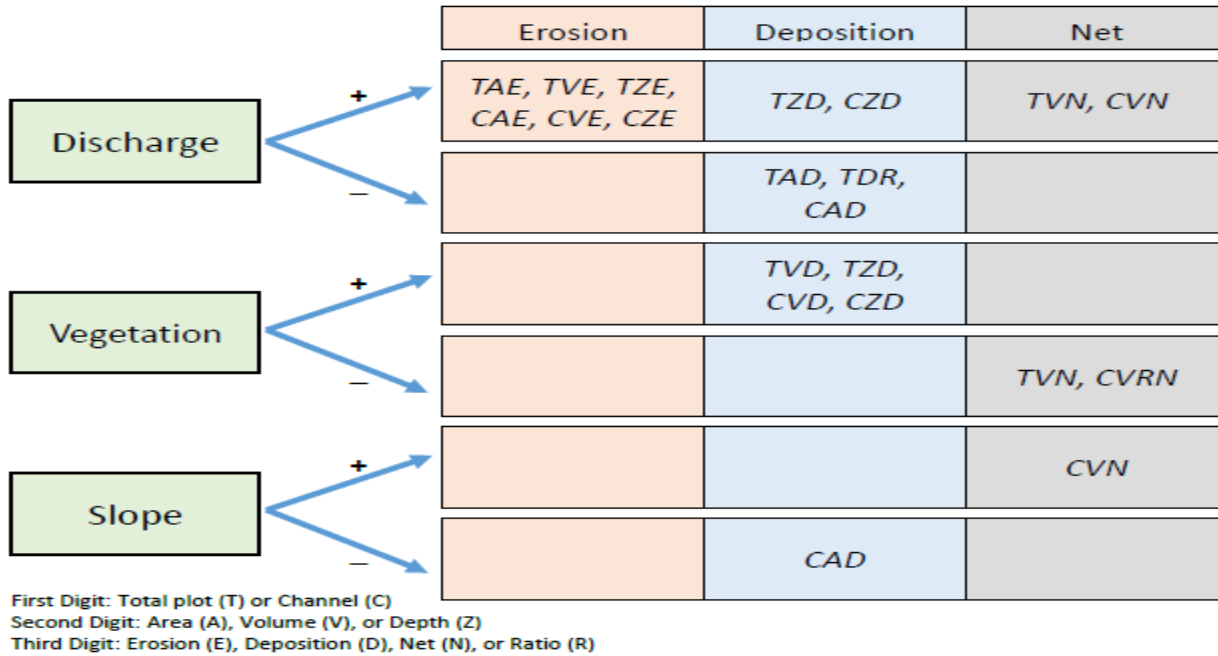 Erosion Deposition Net
Discharge
+
TAE, TVE, TZE,
CAE, CVE, CZE
TZD, CZD
TVN, CVN
–
TAD, TDR,
CAD
Vegetation
+
TVD, TZD,
CVD, CZD
–
TVN, CVRN
Slope
+
CVN
–
CAD
First Digit: Total plot (T) or Channel (C)
Second Digit: Area (A), Volume (V), or Depth (Z)
Third Digit: Erosion (E), Deposition (D), Net (N), or Ratio (R)